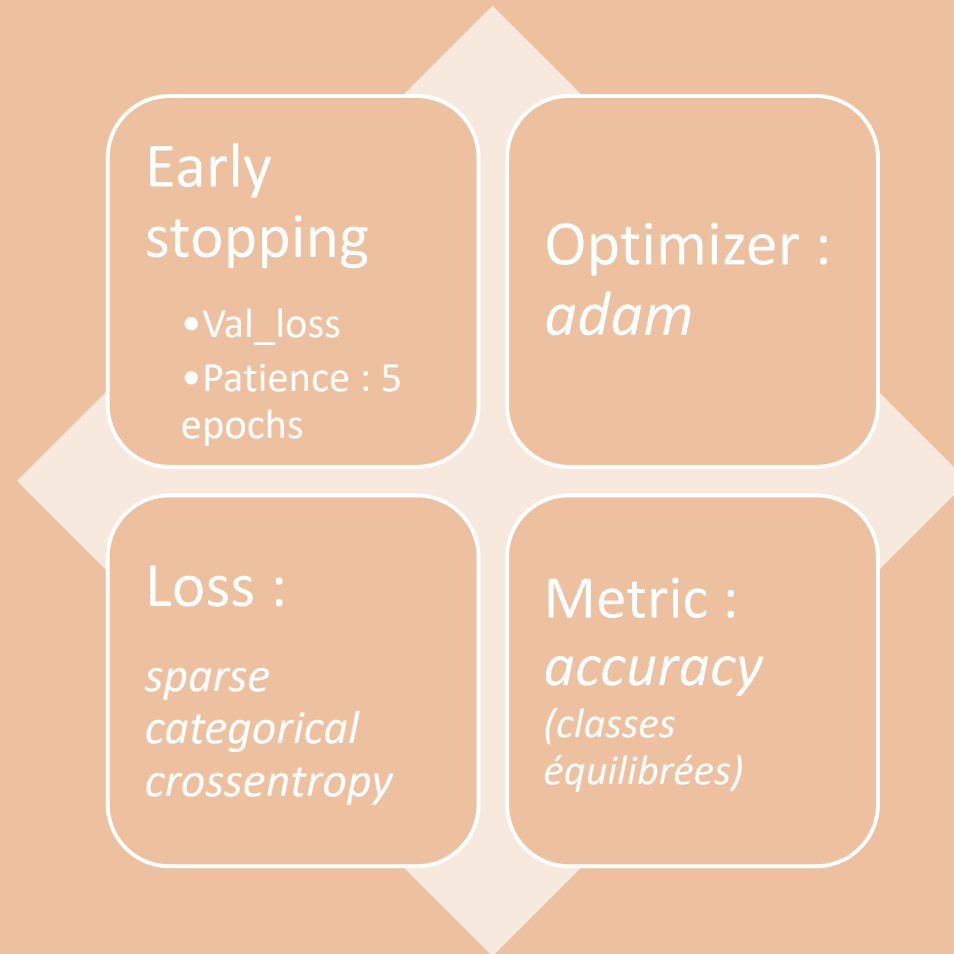 Early
stopping
•Val_loss
•Patience : 5
epochs
Optimizer :
adam
Loss :
sparse
categorical
crossentropy
Metric :
accuracy
(classes
équilibrées)